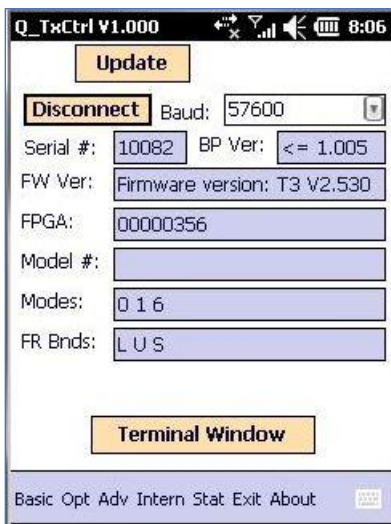 Q_TxCtrl V1.000 8:06
Update
Disconnect Baud: 57600
Serial #: 10082 BP Ver: <= 1.005
FW Ver: Firmware version: T3 V2.530
FPGA: 00000356
Model #:
Modes: 0 1 6
FR Bnds: L U S
Terminal Window
Basic Opt Adv Intern Stat Exit About